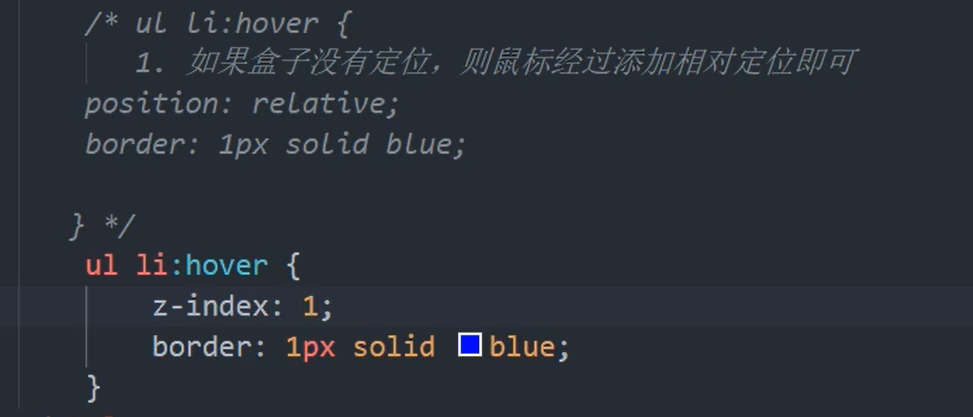 /* ul li:hover {
1. 如果盒子没有定位，则鼠标经过添加相对定位即可
position: relative;
border: 1px solid blue;
} */
ul li:hover {
z-index: 1;
border: 1px solid blue;
}